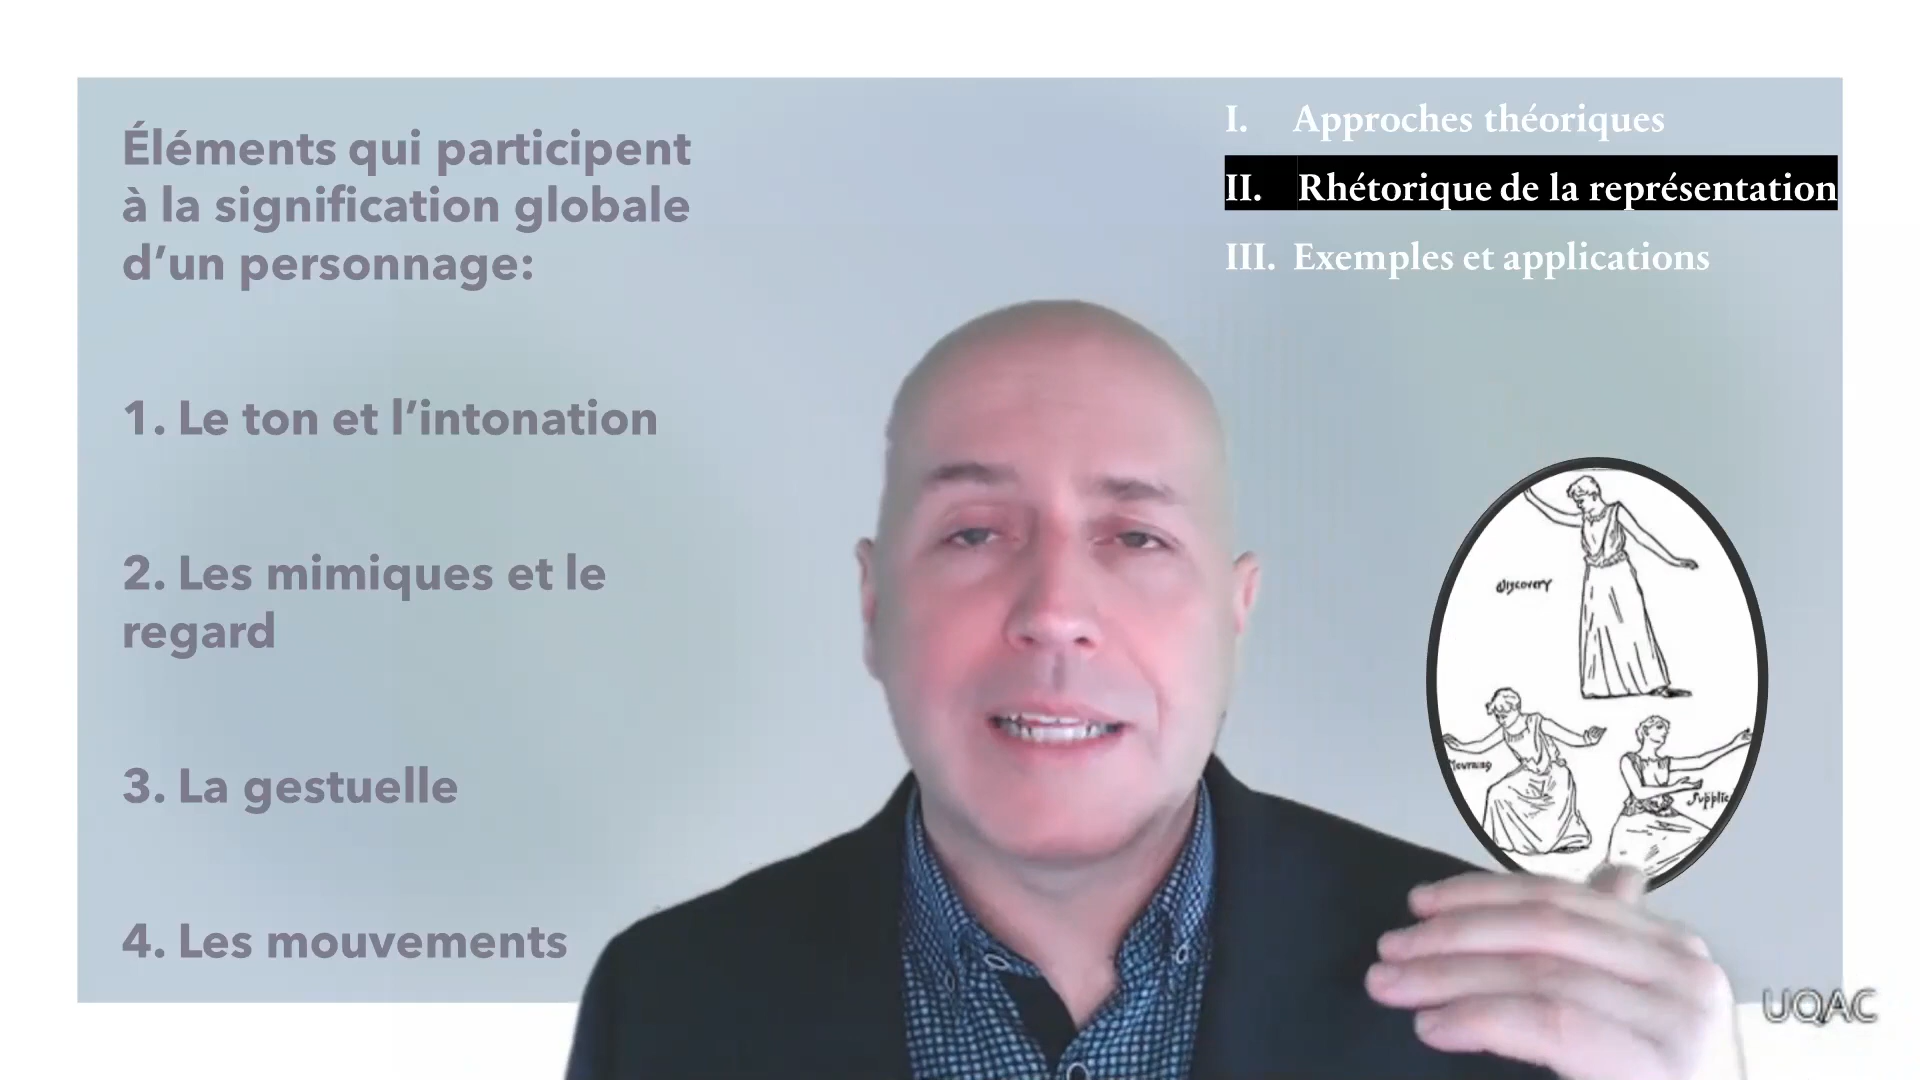 Éléments qui participent
à la signification globale
d’un personnage:
1. Le ton et l’intonation
2. Les mimiques et le
regard
3. La gestuelle
4. Les mouvements
I. Approches théoriques
II. Rhétorique de la représentation
III. Exemples et applications
Discovery
Mourning
UQAC